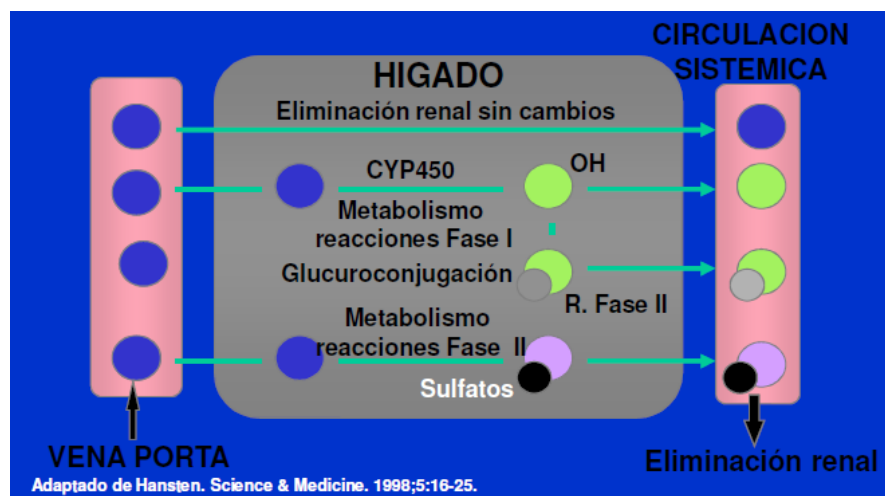 CIRCULACION
SISTEMICA
HIGADO
Eliminación renal sin cambios
CYP450
OH
Metabolismo
reacciones Fase I
Glucuroconjugación
R. Fase II
Metabolismo
reacciones Fase II
Sulfatos
VENA PORTA
Eliminación renal
Adaptado de Hansten. Science & Medicine. 1998;5:16-25.